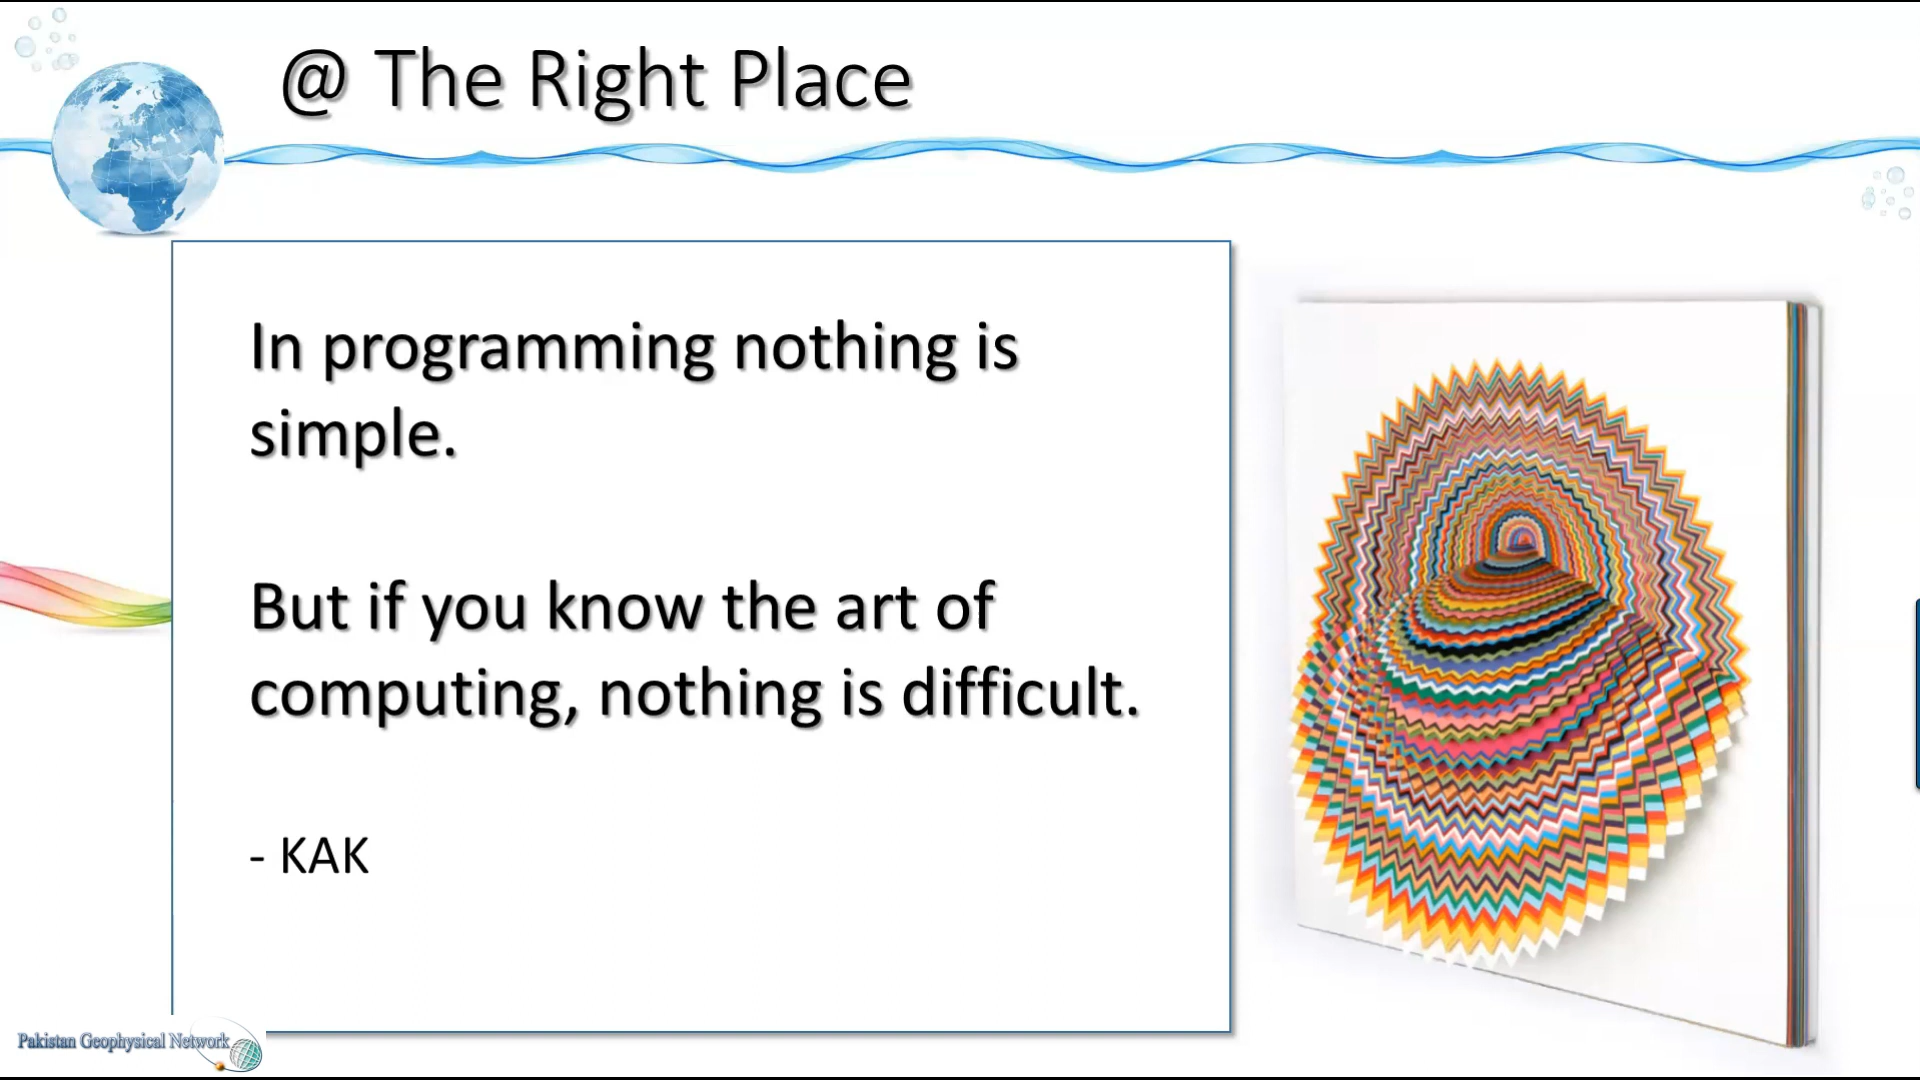 @ The Right Place
In programming nothing is
simple.
But if you know the art of
computing, nothing is difficult.
- KAK
Pakistan Geophysical Network